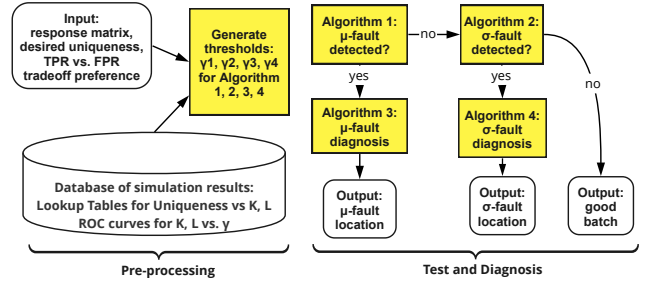 Input:
response matrix,
desired uniqueness,
TPR vs. FPR
tradeoff preference
Generate
thresholds:
γ1, γ2, γ3, γ4
for Algorithm
1, 2, 3, 4
Database of simulation results:
Lookup Tables for Uniqueness vs K, L
ROC curves for K, L vs. γ
Pre-processing
Algorithm 1:
μ-fault
detected?
no
Algorithm 2:
σ-fault
detected?
no
yes
yes
Algorithm 3:
μ-fault
diagnosis
Algorithm 4:
σ-fault
diagnosis
Output:
μ-fault
location
Output:
σ-fault
location
Output:
good
batch
Test and Diagnosis